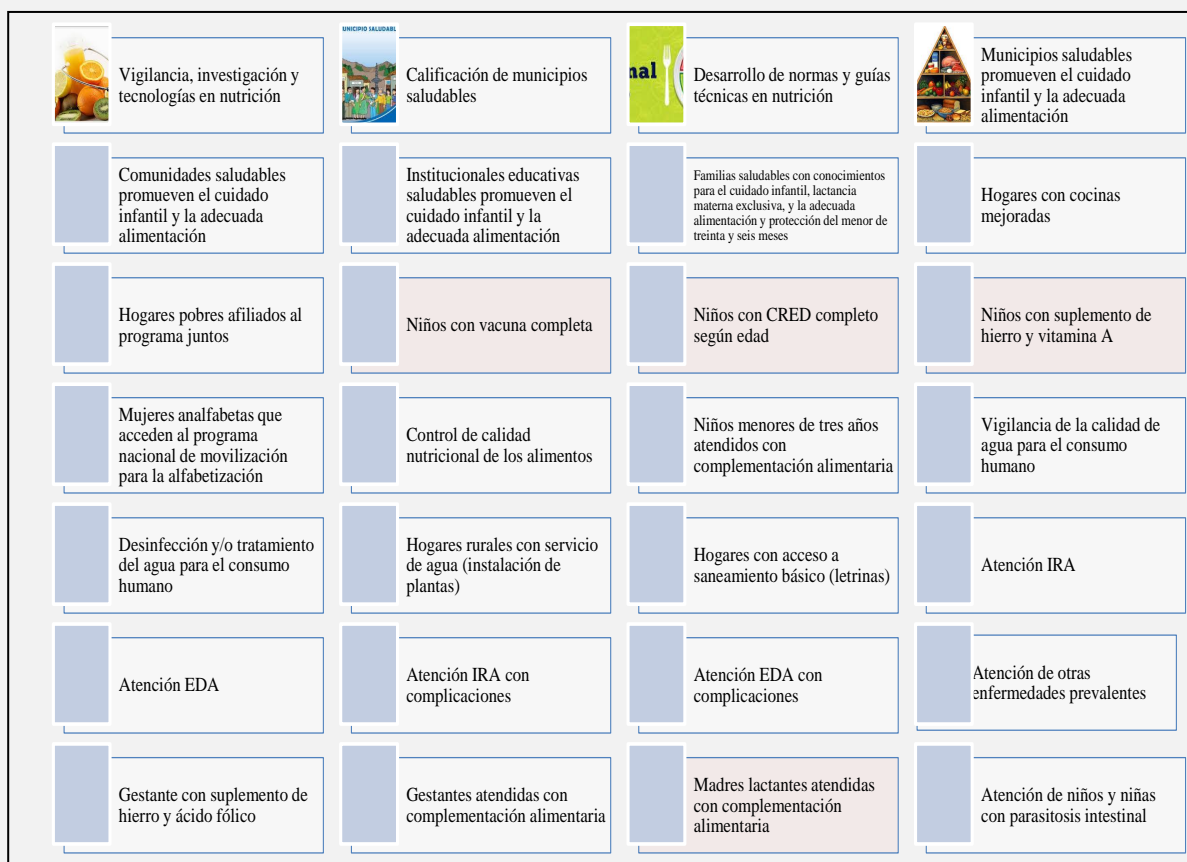 Vigilancia, investigación y
tecnologías en nutrición
UNICIPIO SALUDABL
Calificación de municipios
saludables
nal
Desarrollo de normas y guías
técnicas en nutrición
Municipios saludables
promueven el cuidado
infantil y la adecuada
alimentación
Comunidades saludables
promueven el cuidado
infantil y la adecuada
alimentación
Institucionales educativas
saludables promueven el
cuidado infantil y la
adecuada alimentación
Familias saludables con conocimientos
para el cuidado infantil, lactancia
materna exclusiva, y la adecuada
alimentación y protección del menor de
treinta y seis meses
Hogares con cocinas
mejoradas
Hogares pobres afiliados al
programa juntos
Niños con vacuna completa
Niños con CRED completo
según edad
Niños con suplemento de
hierro y vitamina A
Mujeres analfabetas que
acceden al programa
nacional de movilización
para la alfabetización
Control de calidad
nutricional de los alimentos
Niños menores de tres años
atendidos con
complementación alimentaria
Vigilancia de la calidad de
agua para el consumo
humano
Desinfección y/o tratamiento
del agua para el consumo
humano
Hogares rurales con servicio
de agua (instalación de
plantas)
Hogares con acceso a
saneamiento básico (letrinas)
Atención IRA
Atención EDA
Atención IRA con
complicaciones
Atención EDA con
complicaciones
Atención de otras
enfermedades prevalentes
Gestante con suplemento de
hierro y ácido fólico
Gestantes atendidas con
complementación alimentaria
Madres lactantes atendidas
con complementación
alimentaria
Atención de niños y niñas
con parasitosis intestinal